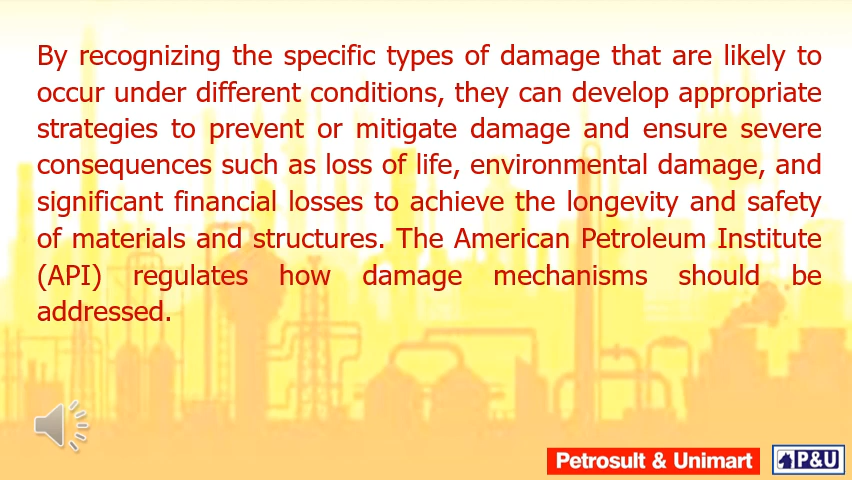 By recognizing the specific types of damage that are likely to
occur under different conditions, they can develop appropriate
strategies to prevent or mitigate damage and ensure severe
consequences such as loss of life, environmental damage, and
significant financial losses to achieve the longevity and safety
of materials and structures. The American Petroleum Institute
(API) regulates how damage mechanisms should be
addressed.
Petrosult & Unimart
P&U